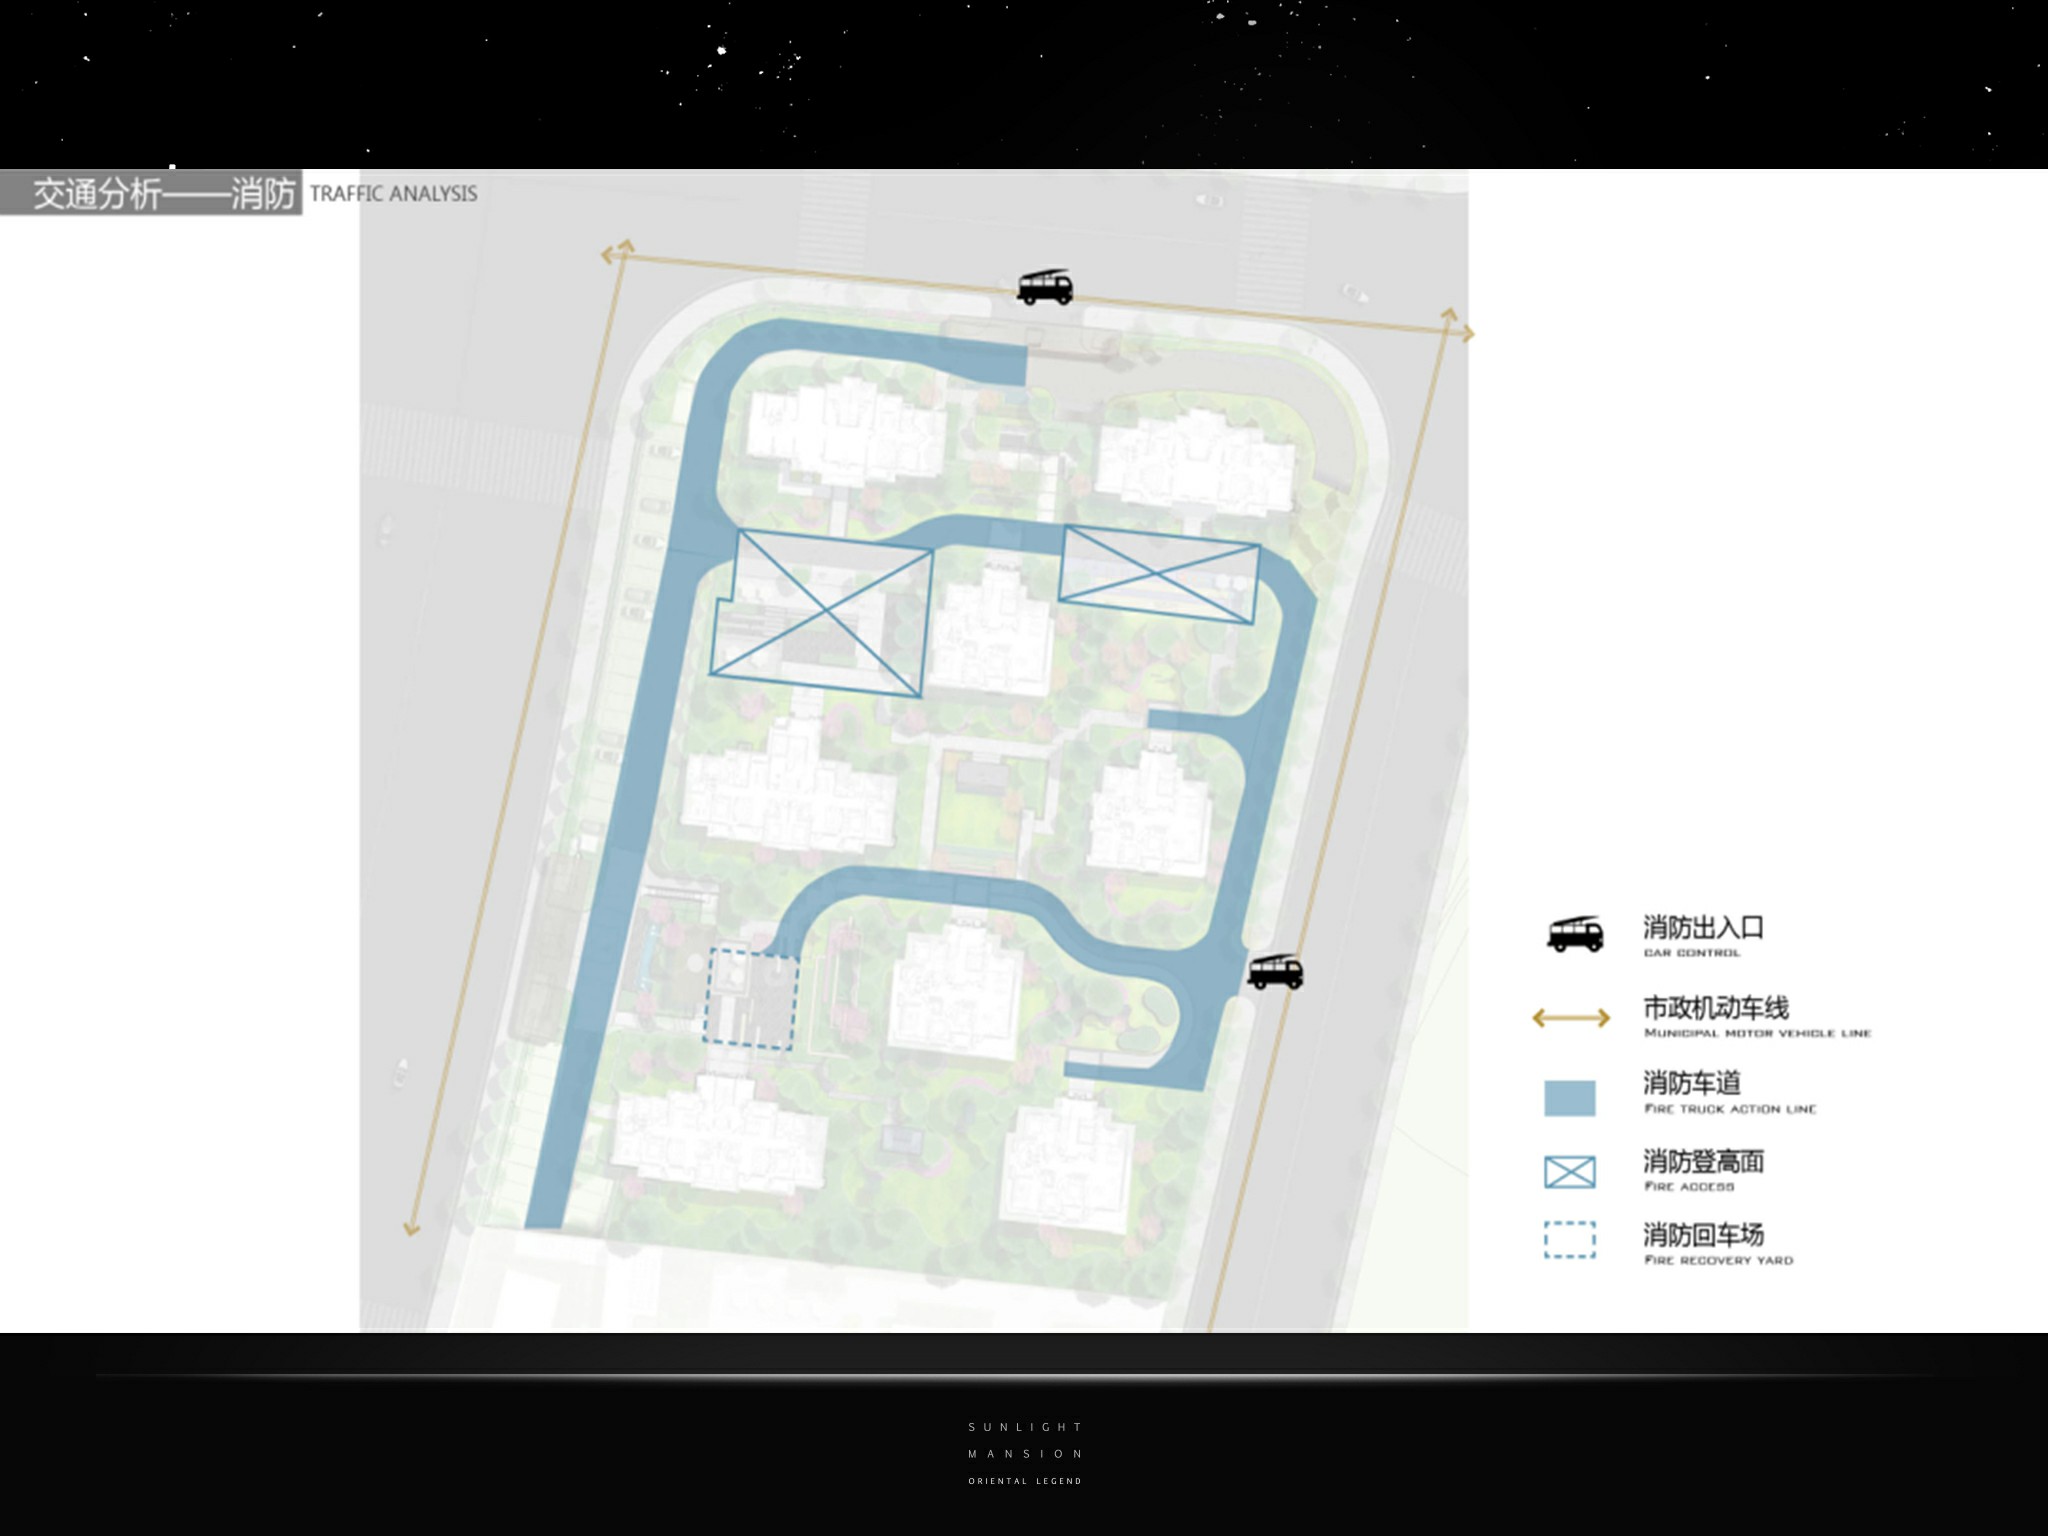 交通分析——消防 TRAFFIC ANALYSIS
消防出入口
CAR CONTROL
市政机动车线
MUNICIPAL MOTOR VEHICLE LINE
消防车道
FIRE TRUCK ACTION LINE
消防登高面
FIRE ACCESS
消防回车场
FIRE RECOVERY YARD
SUNLIGHT
MANSION
ORIENTAL LEGEND